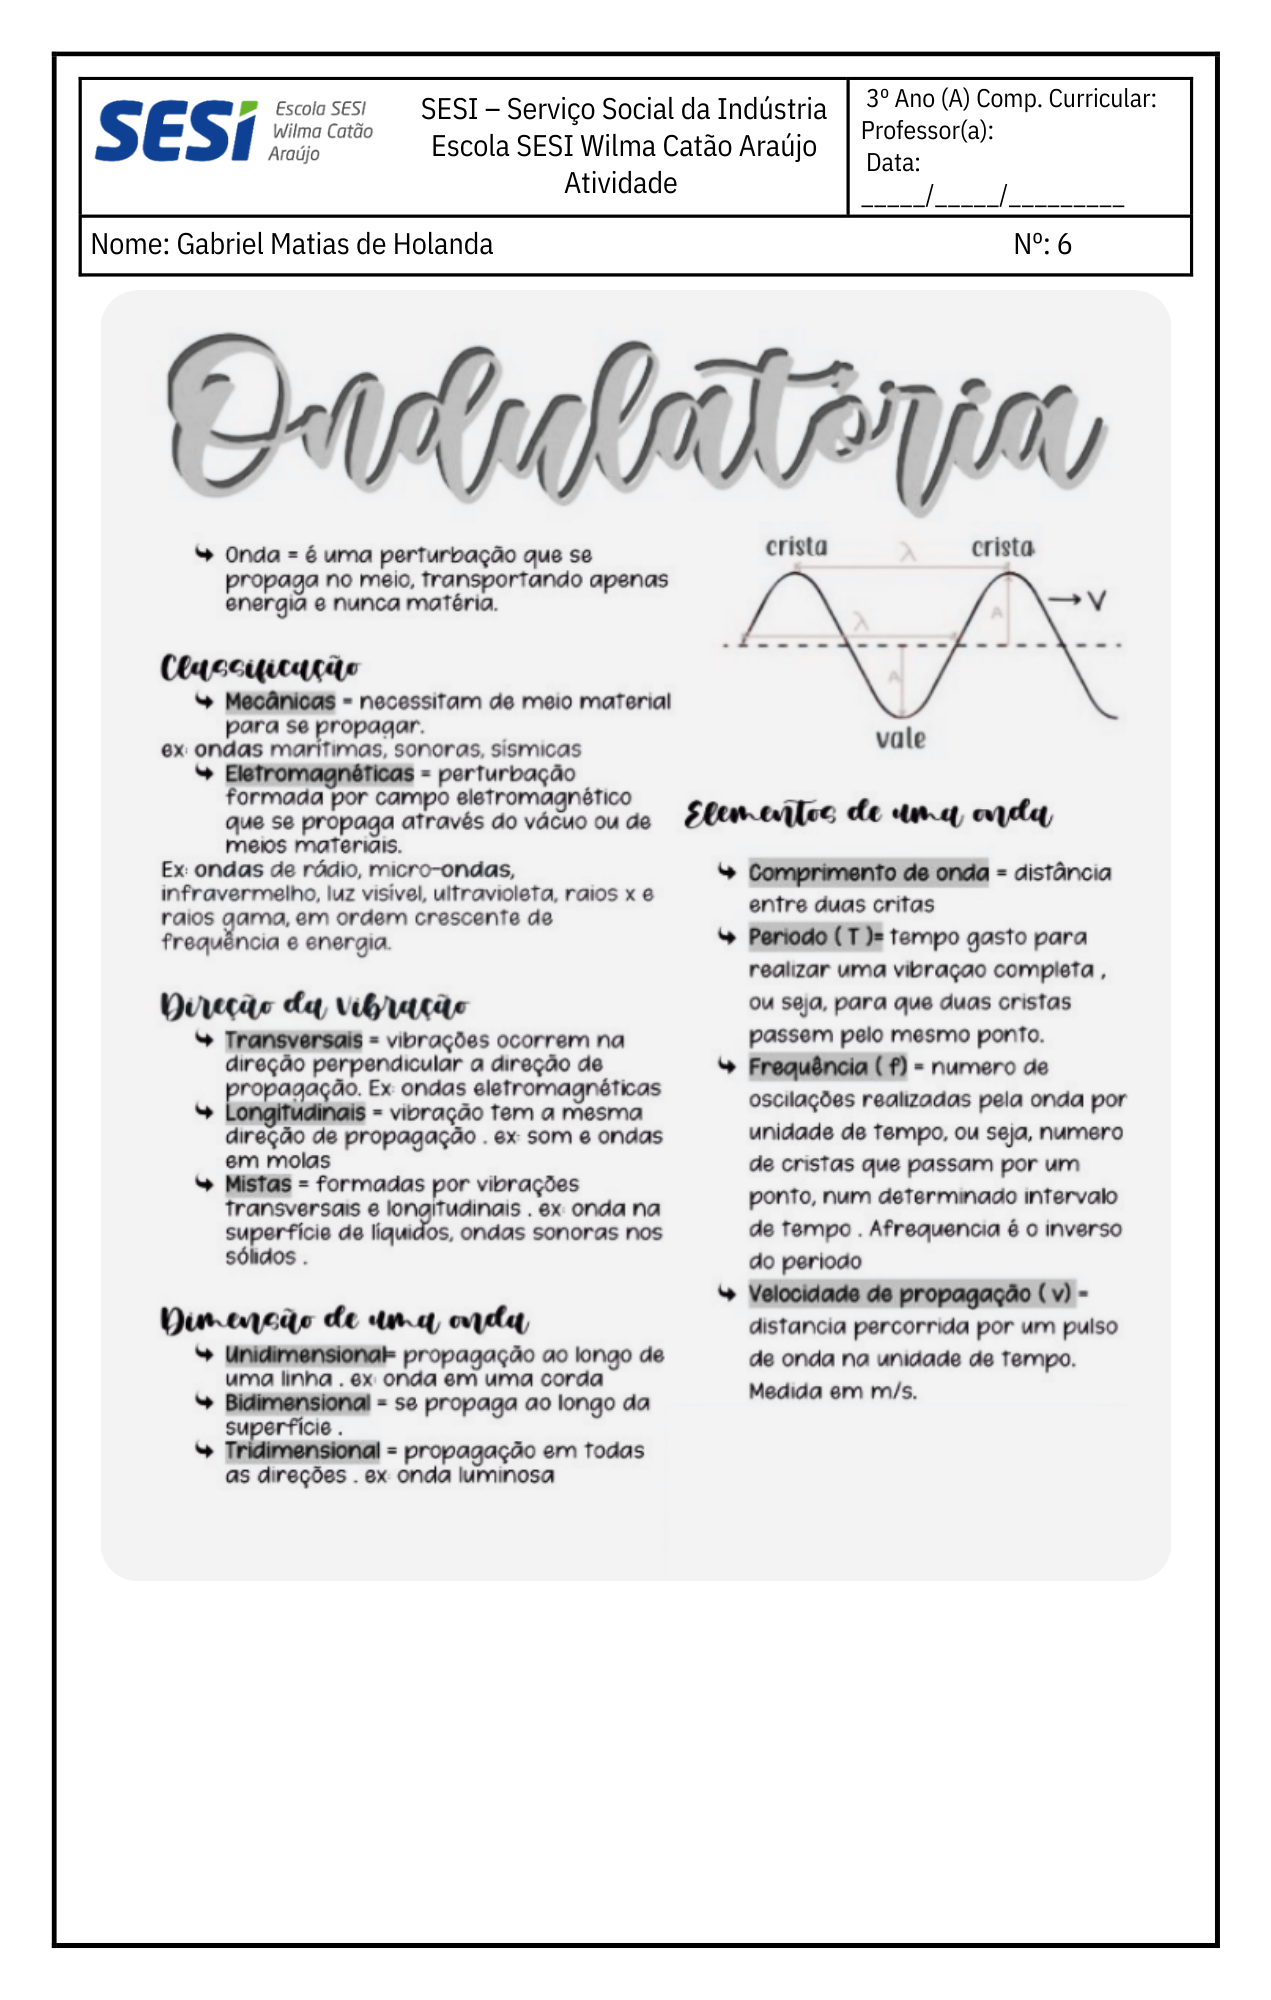 SESI
Escola SESI
Wilma Catão
Araújo
SESI – Serviço Social da Indústria
Escola SESI Wilma Catão Araújo
Atividade
3º Ano (A) Comp. Curricular:
Professor(a):
Data:
_____/_____/_________
Nome: Gabriel Matias de Holanda Nº: 6
Ondulatória
↪ Onda = é uma perturbação que se
propaga no meio, transportando apenas
energia e nunca matéria.
Classificação
↪ Mecânicas = necessitam de meio material
para se propagar.
ex: ondas marítimas, sonoras, sísmicas
↪ Eletromagnéticas = perturbação
formada por campo eletromagnético
que se propaga através do vácuo ou de
meios materiais.
Ex: ondas de rádio, micro-ondas,
infravermelho, luz visível, ultravioleta, raios x e
raios gama, em ordem crescente de
frequência e energia.
Direção da vibração
↪ Transversais = vibrações ocorrem na
direção perpendicular a direção de
propagação. Ex: ondas eletromagnéticas
↪ Longitudinais = vibração tem a mesma
direção de propagação . ex: som e ondas
em molas
↪ Mistas = formadas por vibrações
transversais e longitudinais . ex: onda na
superfície de líquidos, ondas sonoras nos
sólidos .
Dimensão de uma onda
↪ Unidimensional= propagação ao longo de
uma linha . ex: onda em uma corda
↪ Bidimensional = se propaga ao longo da
superfície .
↪ Tridimensional = propagação em todas
as direções . ex: onda luminosa
crista λ crista
→ V
A
λ
A
vale
Elementos de uma onda
↪ Comprimento de onda = distância
entre duas critas
↪ Periodo ( T )= tempo gasto para
realizar uma vibraçao completa ,
ou seja, para que duas cristas
passem pelo mesmo ponto.
↪ Frequência ( f) = numero de
oscilações realizadas pela onda por
unidade de tempo, ou seja, numero
de cristas que passam por um
ponto, num determinado intervalo
de tempo . Afrequencia é o inverso
do periodo
↪ Velocidade de propagação ( v) =
distancia percorrida por um pulso
de onda na unidade de tempo.
Medida em m/s.